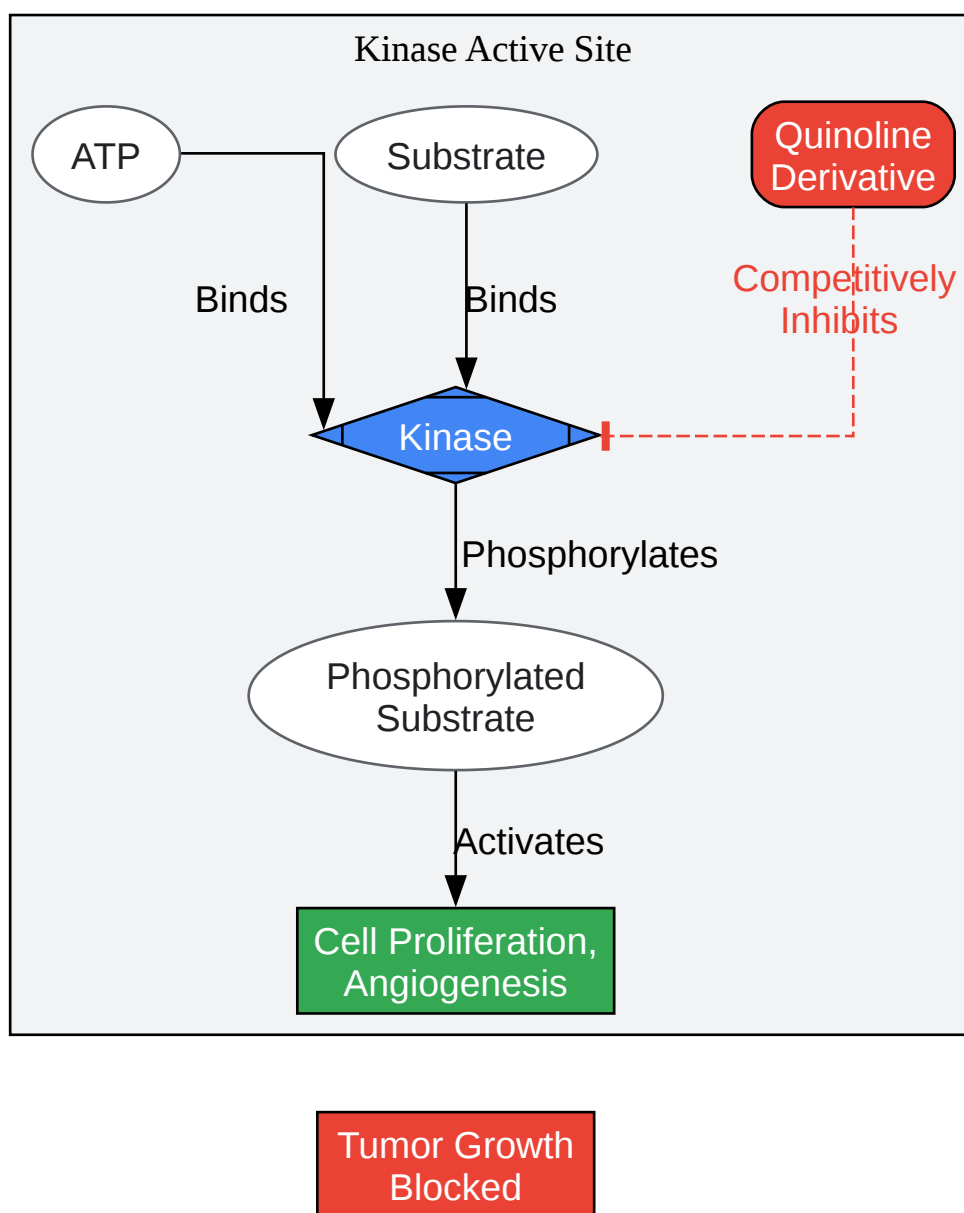 Kinase Active Site
ATP
Substrate
Quinoline
Derivative
Binds
Binds
Competitively
Inhibits
Kinase
Phosphorylates
Phosphorylated
Substrate
Activates
Cell Proliferation,
Angiogenesis
Tumor Growth
Blocked